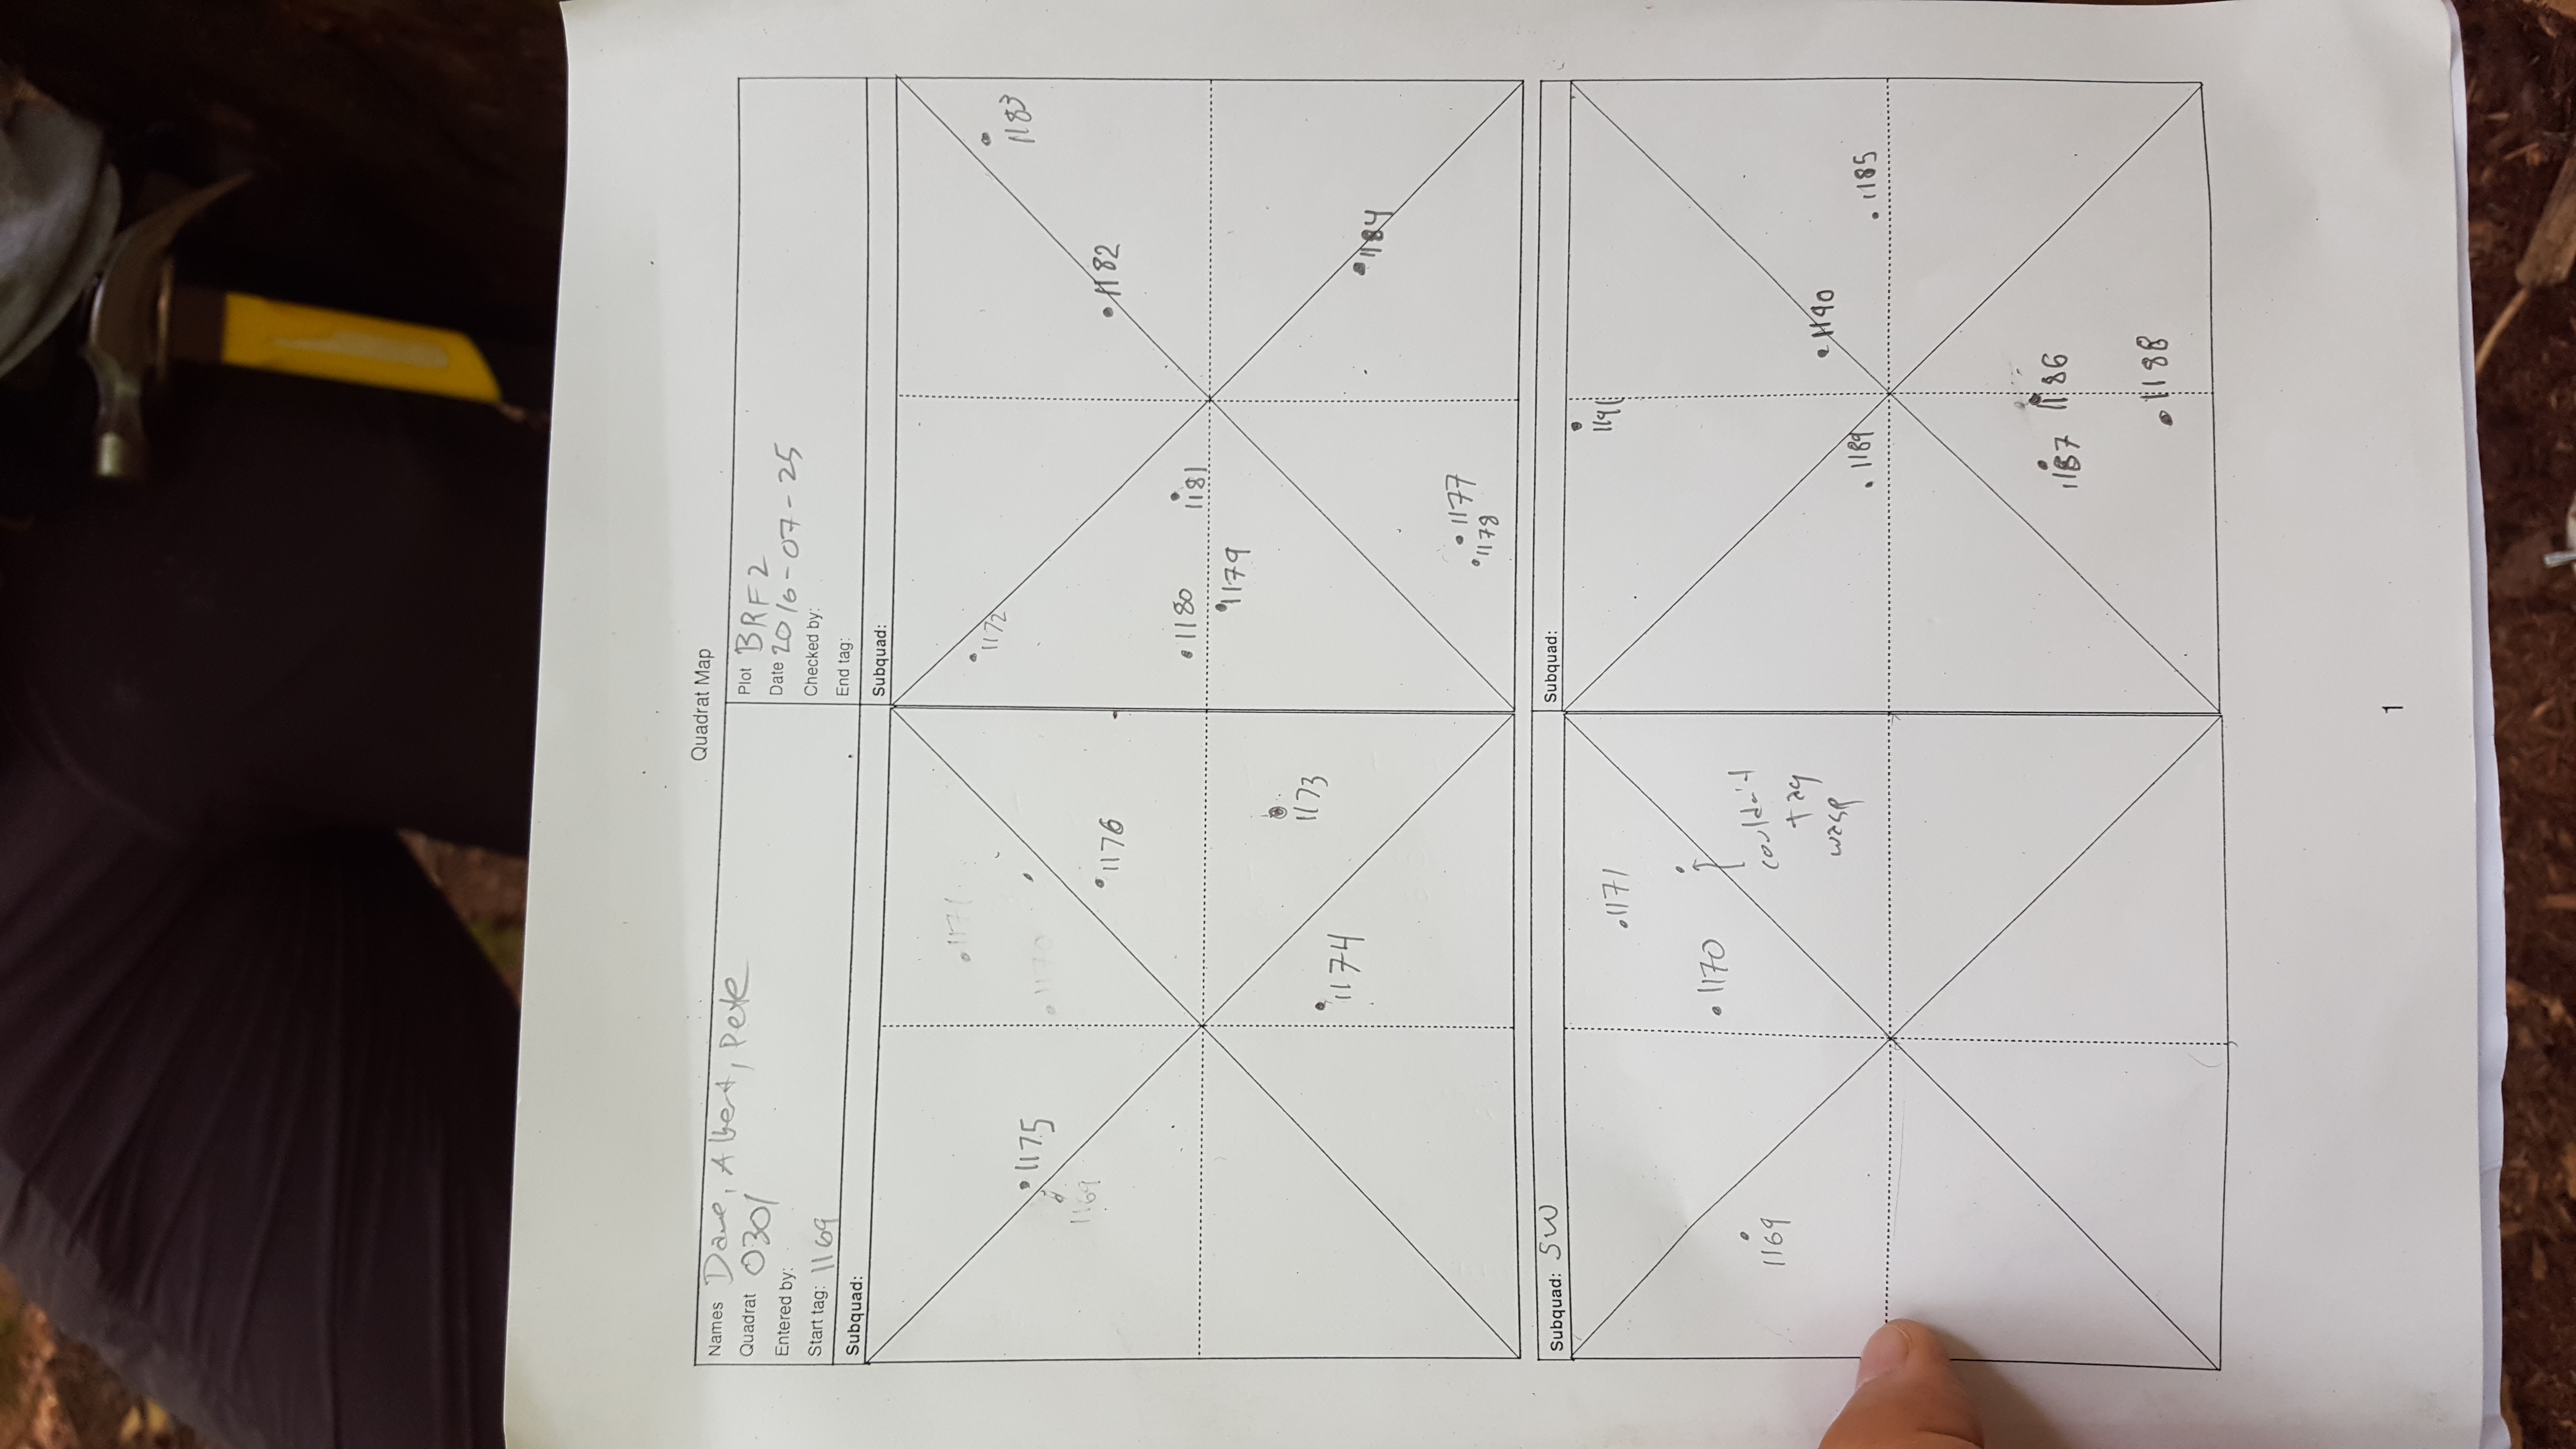 Quadrat Map
Names Dave, Albert, Pete
Quadrat 0301
Entered by:
Start tag: 1169
Plot BRF2
Date 2016-07-25
Checked by:
End tag:
Subquad:
1171
1175
1170
1169
1176
1173
1174
Subquad:
1172
1183
1182
1180
1181
1179
1184
1177
1178
Subquad: SW
1171
1170
1169
couldn't
tag
wasp
Subquad:
1191
1190
1189
1185
1187
1186
1188
1